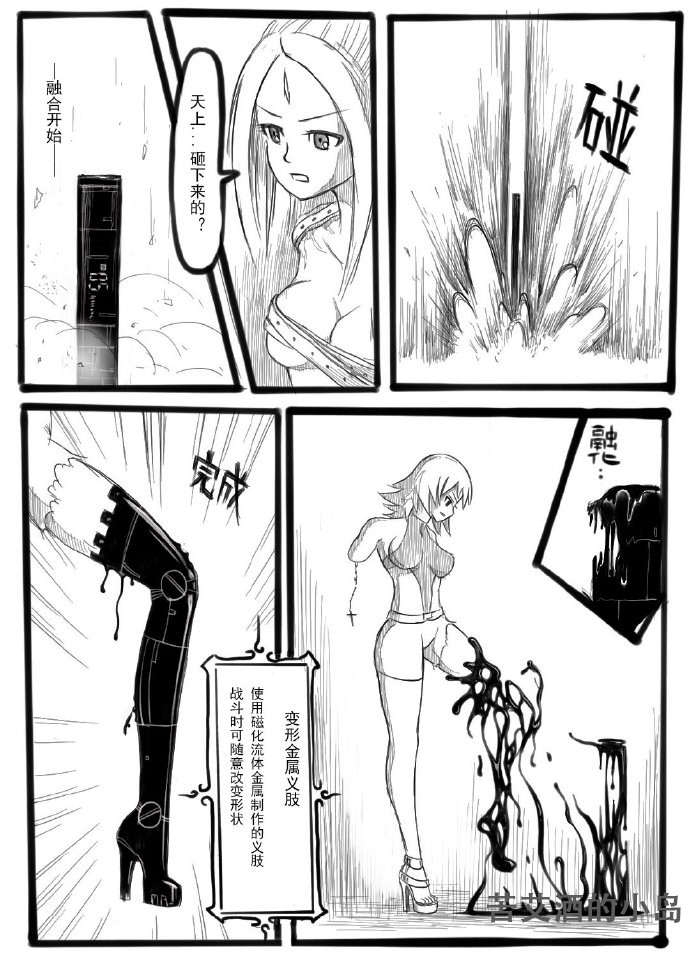 碰
天上...砸下来的？
—融合开始—
05
融化...
完成
变形金属义肢
使用磁化流体金属制作的义肢
战斗时可随意改变形状
苦艾酒的小岛